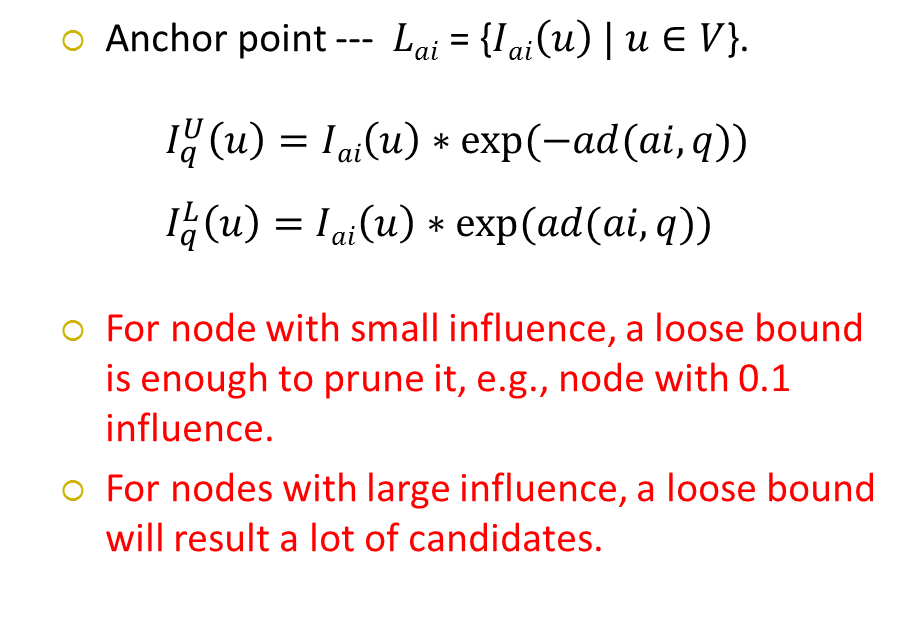 Anchor point --- L_{ai} = {I_{ai}(u) | u ∈ V}.
I_q^U(u) = I_{ai}(u) ∗ exp(−ad(ai, q))
I_q^L(u) = I_{ai}(u) ∗ exp(ad(ai, q))
For node with small influence, a loose bound
is enough to prune it, e.g., node with 0.1
influence.
For nodes with large influence, a loose bound
will result a lot of candidates.